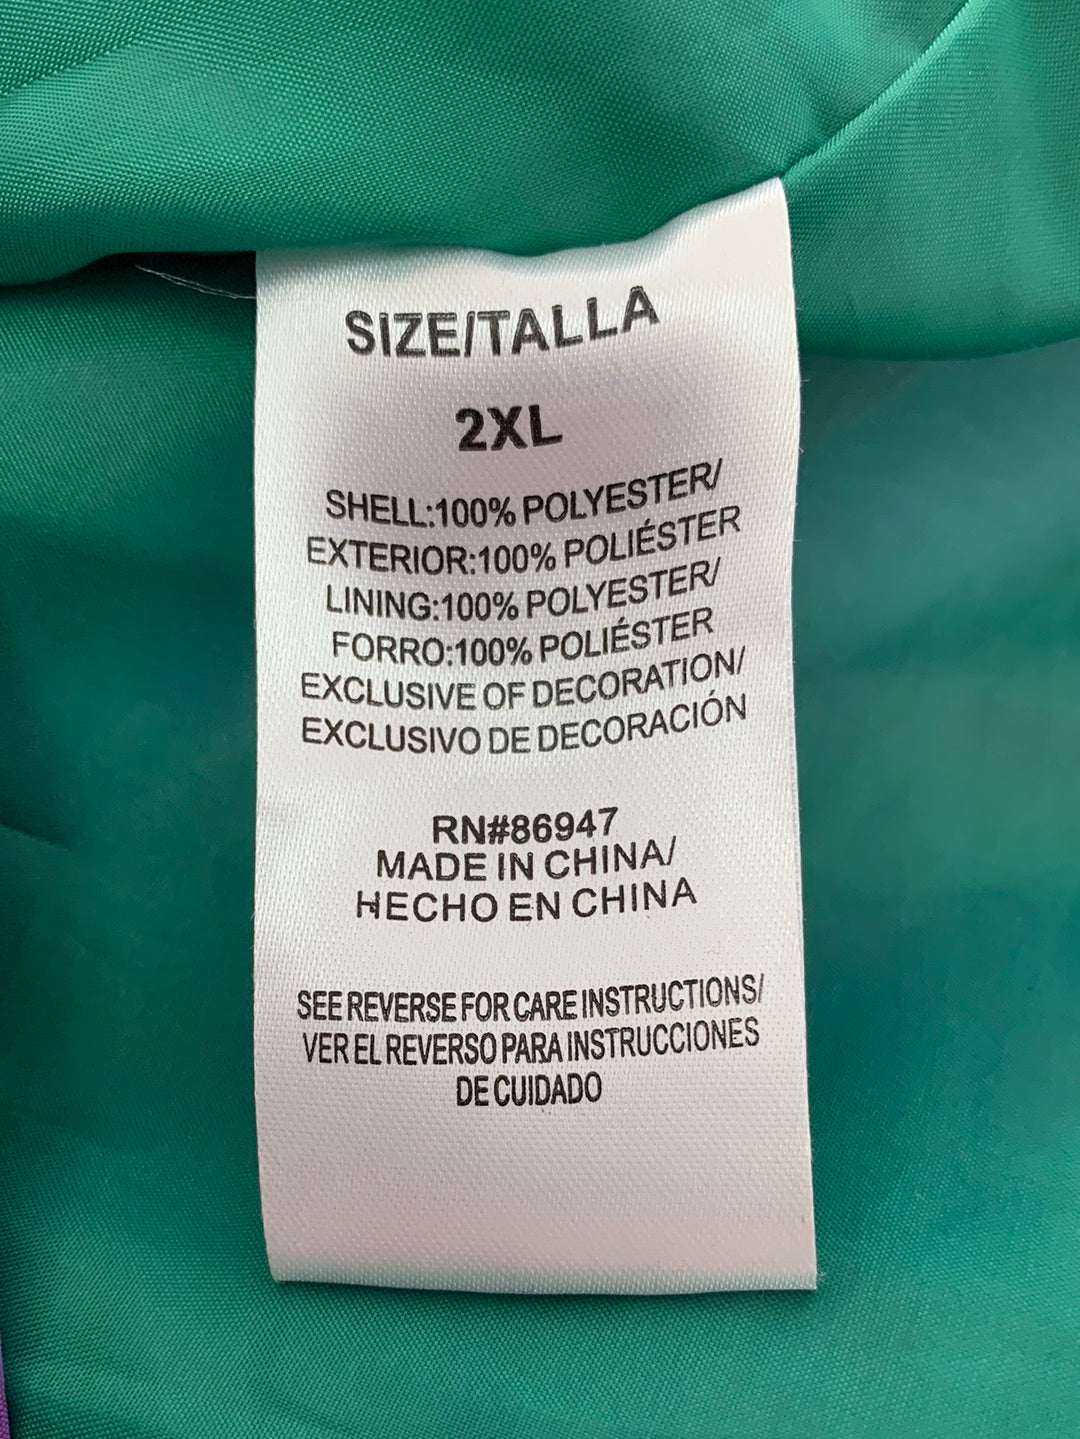 SIZE/TALLA
2XL
SHELL:100% POLYESTER/
EXTERIOR:100% POLIÉSTER
LINING:100% POLYESTER/
FORRO:100% POLIÉSTER
EXCLUSIVE OF DECORATION/
EXCLUSIVO DE DECORACIÓN
RN#86947
MADE IN CHINA/
HECHO EN CHINA
SEE REVERSE FOR CARE INSTRUCTIONS/
VER EL REVERSO PARA INSTRUCCIONES
DE CUIDADO